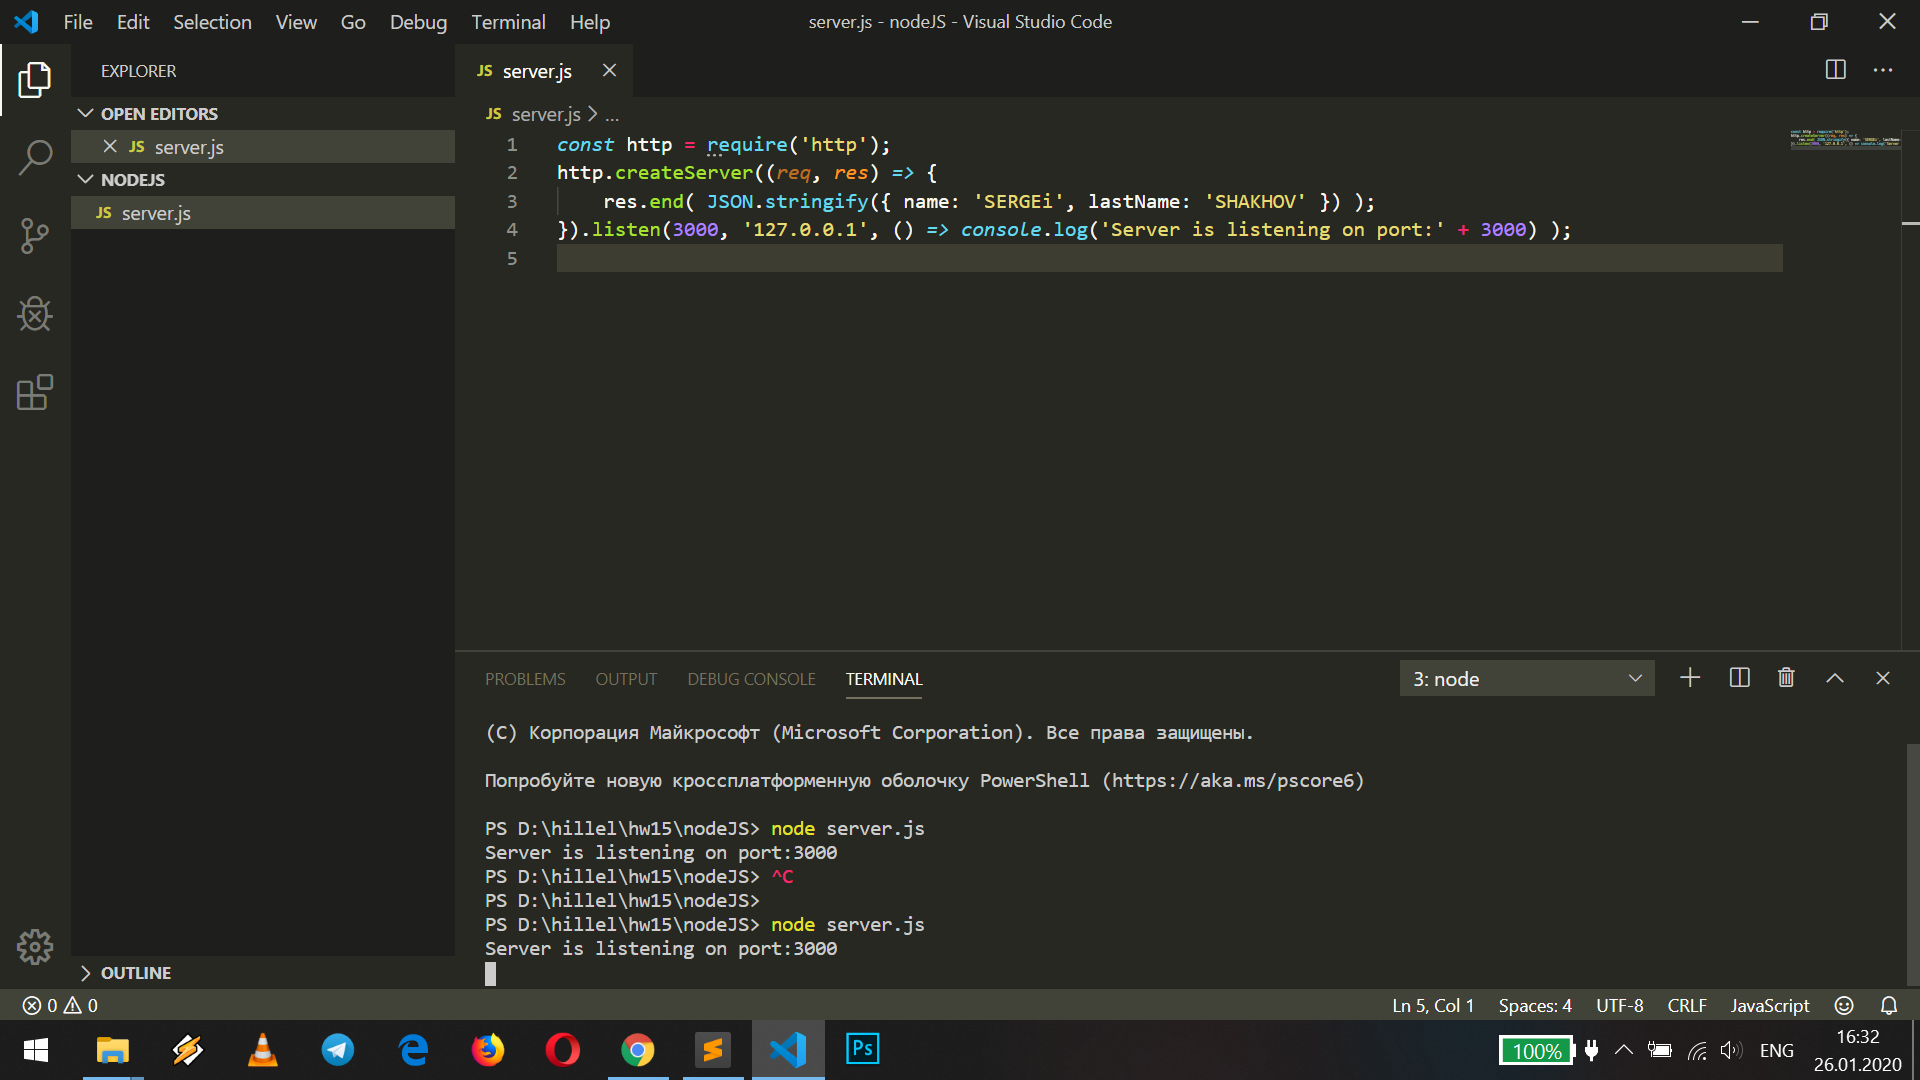 File Edit Selection View Go Debug Terminal Help
server.js - nodeJS - Visual Studio Code
EXPLORER
OPEN EDITORS
JS server.js
NODEJS
JS server.js
OUTLINE
JS server.js
JS server.js > ...
1 const http = require('http');
2 http.createServer((req, res) => {
3     res.end( JSON.stringify({ name: 'SERGEi', lastName: 'SHAKHOV' }) );
4 }).listen(3000, '127.0.0.1', () => console.log('Server is listening on port:' + 3000) );
5
PROBLEMS OUTPUT DEBUG CONSOLE TERMINAL
3: node
(C) Корпорация Майкрософт (Microsoft Corporation). Все права защищены.
Попробуйте новую кроссплатформенную оболочку PowerShell (https://aka.ms/pscore6)
PS D:\hillel\hw15\nodeJS> node server.js
Server is listening on port:3000
PS D:\hillel\hw15\nodeJS> ^C
PS D:\hillel\hw15\nodeJS>
PS D:\hillel\hw15\nodeJS> node server.js
Server is listening on port:3000
0 0
Ln 5, Col 1 Spaces: 4 UTF-8 CRLF JavaScript
Ps
100%
ENG
16:32
26.01.2020